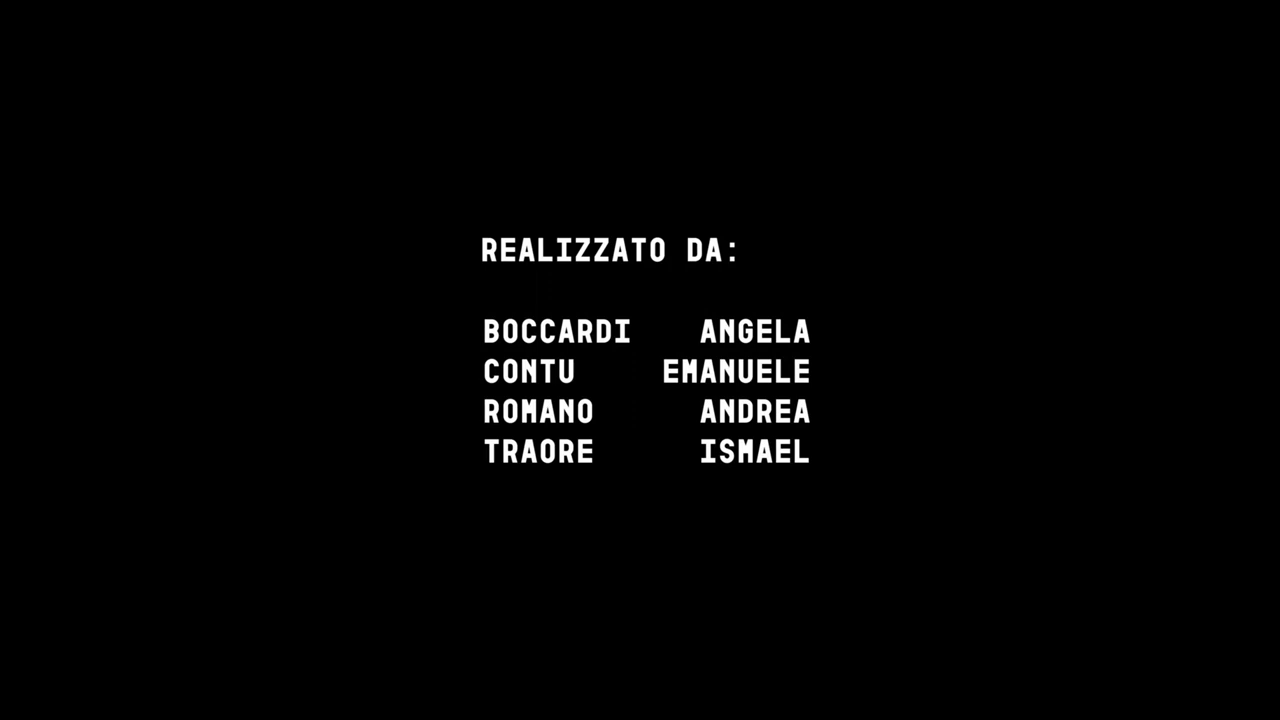 REALIZZATO DA:
BOCCARDI ANGELA
CONTU EMANUELE
ROMANO ANDREA
TRAORE ISMAEL